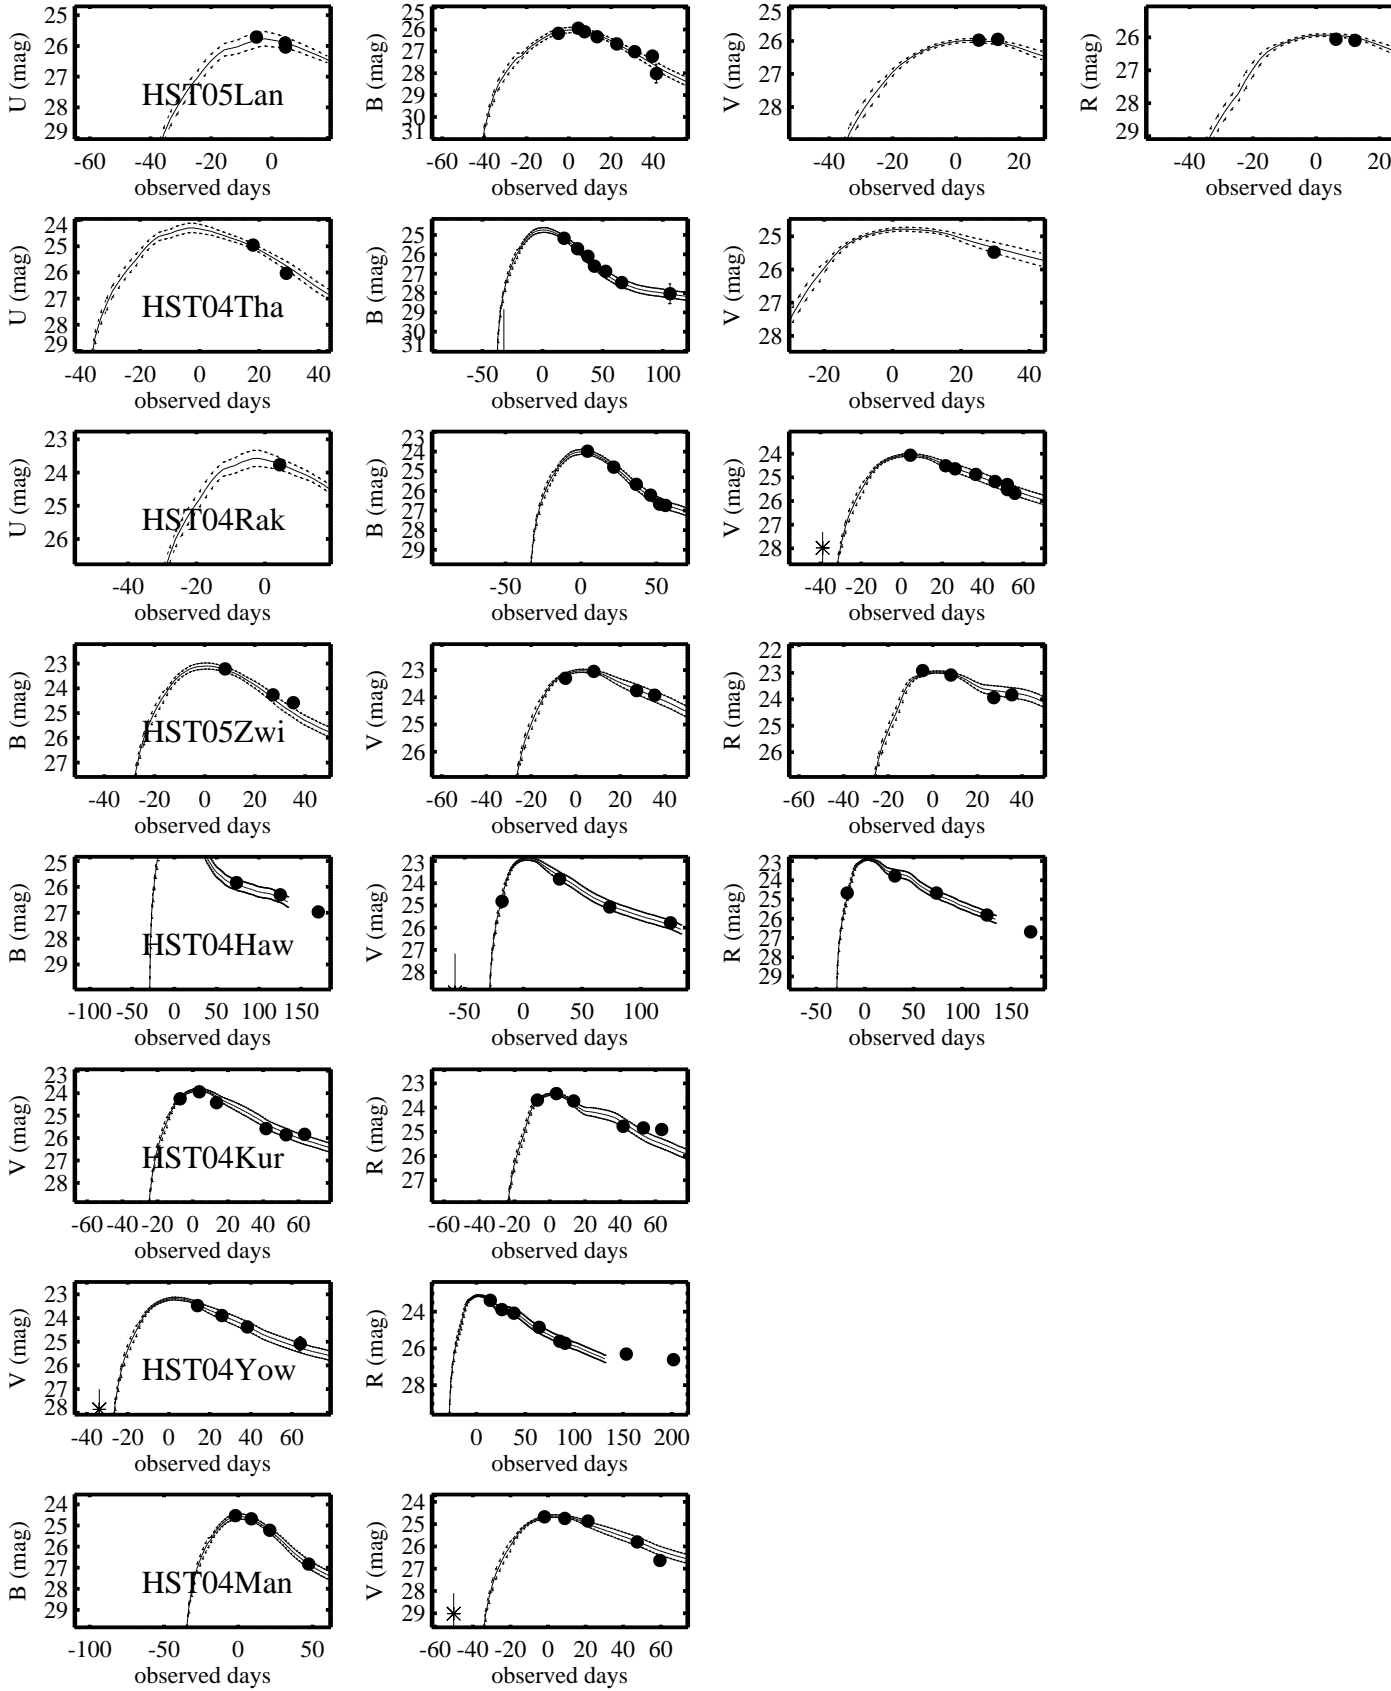 25 26 27 28 29 U (mag) HST05Lan -60 -40 -20 0 observed days
25 26 27 28 29 30 31 B (mag) -60 -40 -20 0 20 40 observed days
25 26 27 28 V (mag) -40 -20 0 20 observed days
26 27 28 29 R (mag) -40 -20 0 20 observed days
24 25 26 27 28 29 U (mag) HST04Tha -40 -20 0 20 40 observed days
25 26 27 28 29 30 31 B (mag) -50 0 50 100 observed days
25 26 27 28 V (mag) -20 0 20 40 observed days
23 24 25 26 U (mag) HST04Rak -40 -20 0 observed days
23 24 25 26 27 28 29 B (mag) -50 0 50 observed days
24 25 26 27 28 V (mag) -40 -20 0 20 40 60 observed days
23 24 25 26 27 B (mag) HST05Zwi -40 -20 0 20 40 observed days
23 24 25 26 V (mag) -60 -40 -20 0 20 40 observed days
22 23 24 25 26 R (mag) -60 -40 -20 0 20 40 observed days
25 26 27 28 29 B (mag) HST04Haw -100 -50 0 50 100 150 observed days
23 24 25 26 27 28 V (mag) -50 0 50 100 observed days
23 24 25 26 27 28 29 R (mag) -50 0 50 100 150 observed days
23 24 25 26 27 28 V (mag) HST04Kur -60 -40 -20 0 20 40 60 observed days
23 24 25 26 27 R (mag) -60 -40 -20 0 20 40 60 observed days
23 24 25 26 27 28 V (mag) HST04Yow -40 -20 0 20 40 60 observed days
24 26 28 R (mag) 0 50 100 150 200 observed days
24 25 26 27 28 29 B (mag) HST04Man -100 -50 0 50 observed days
24 25 26 27 28 29 V (mag) -60 -40 -20 0 20 40 60 observed days